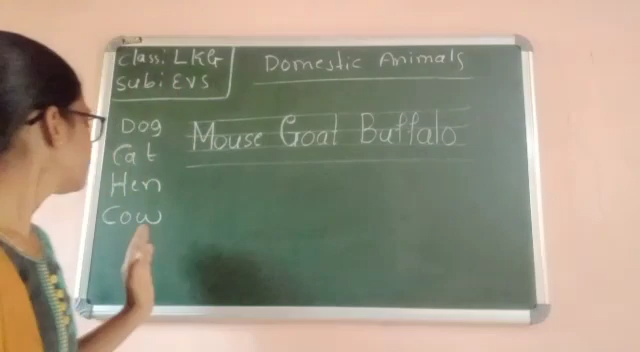 Class: LKG
Sub: EVS
Domestic Animals
Dog
Cat
Hen
Cow
Mouse Goat Buffalo